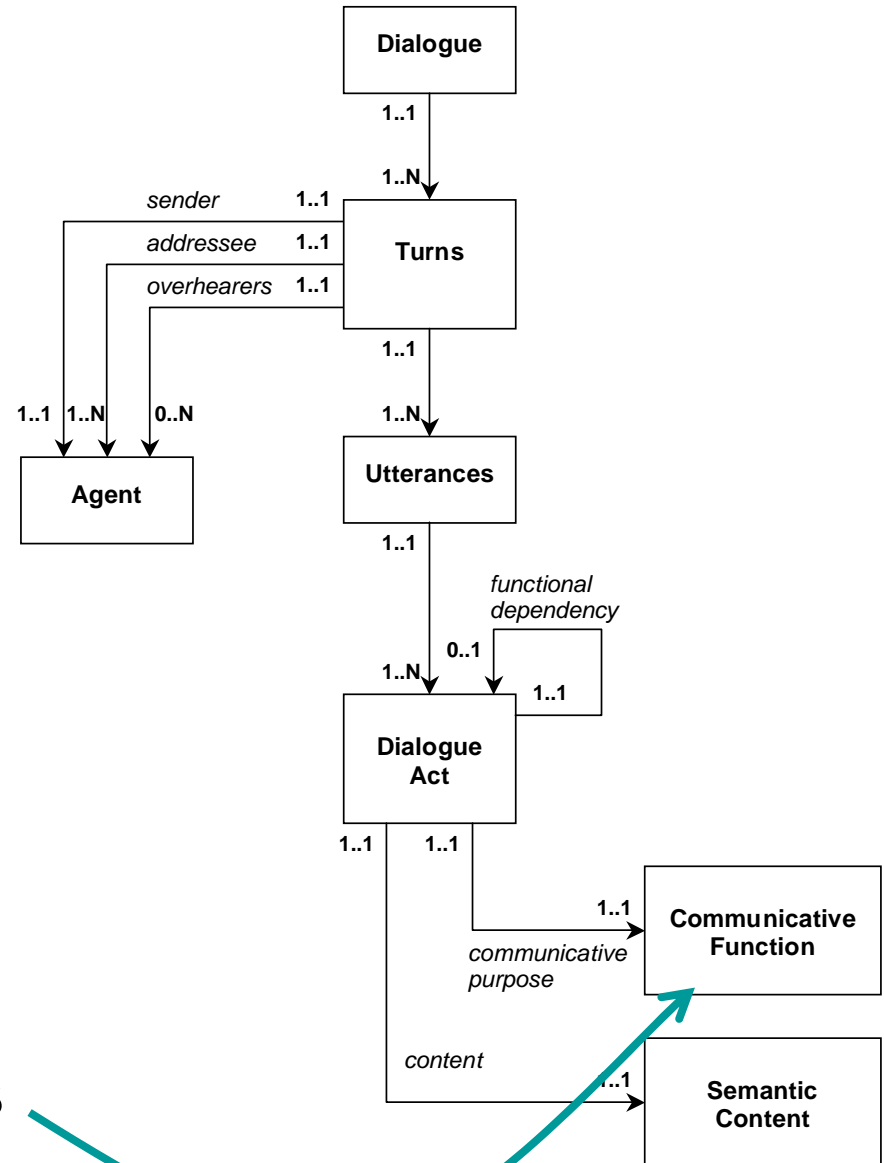 Dialogue
1..1
1..N
sender 1..1
addressee 1..1
Turns
overhearers 1..1
1..1
1..1 1..N 0..N
1..N
Agent
Utterances
1..1
functional
dependency
0..1
1..N
1..1
Dialogue
Act
1..1 1..1
1..1
Communicative
Function
communicative
purpose
content
1..1
Semantic
Content